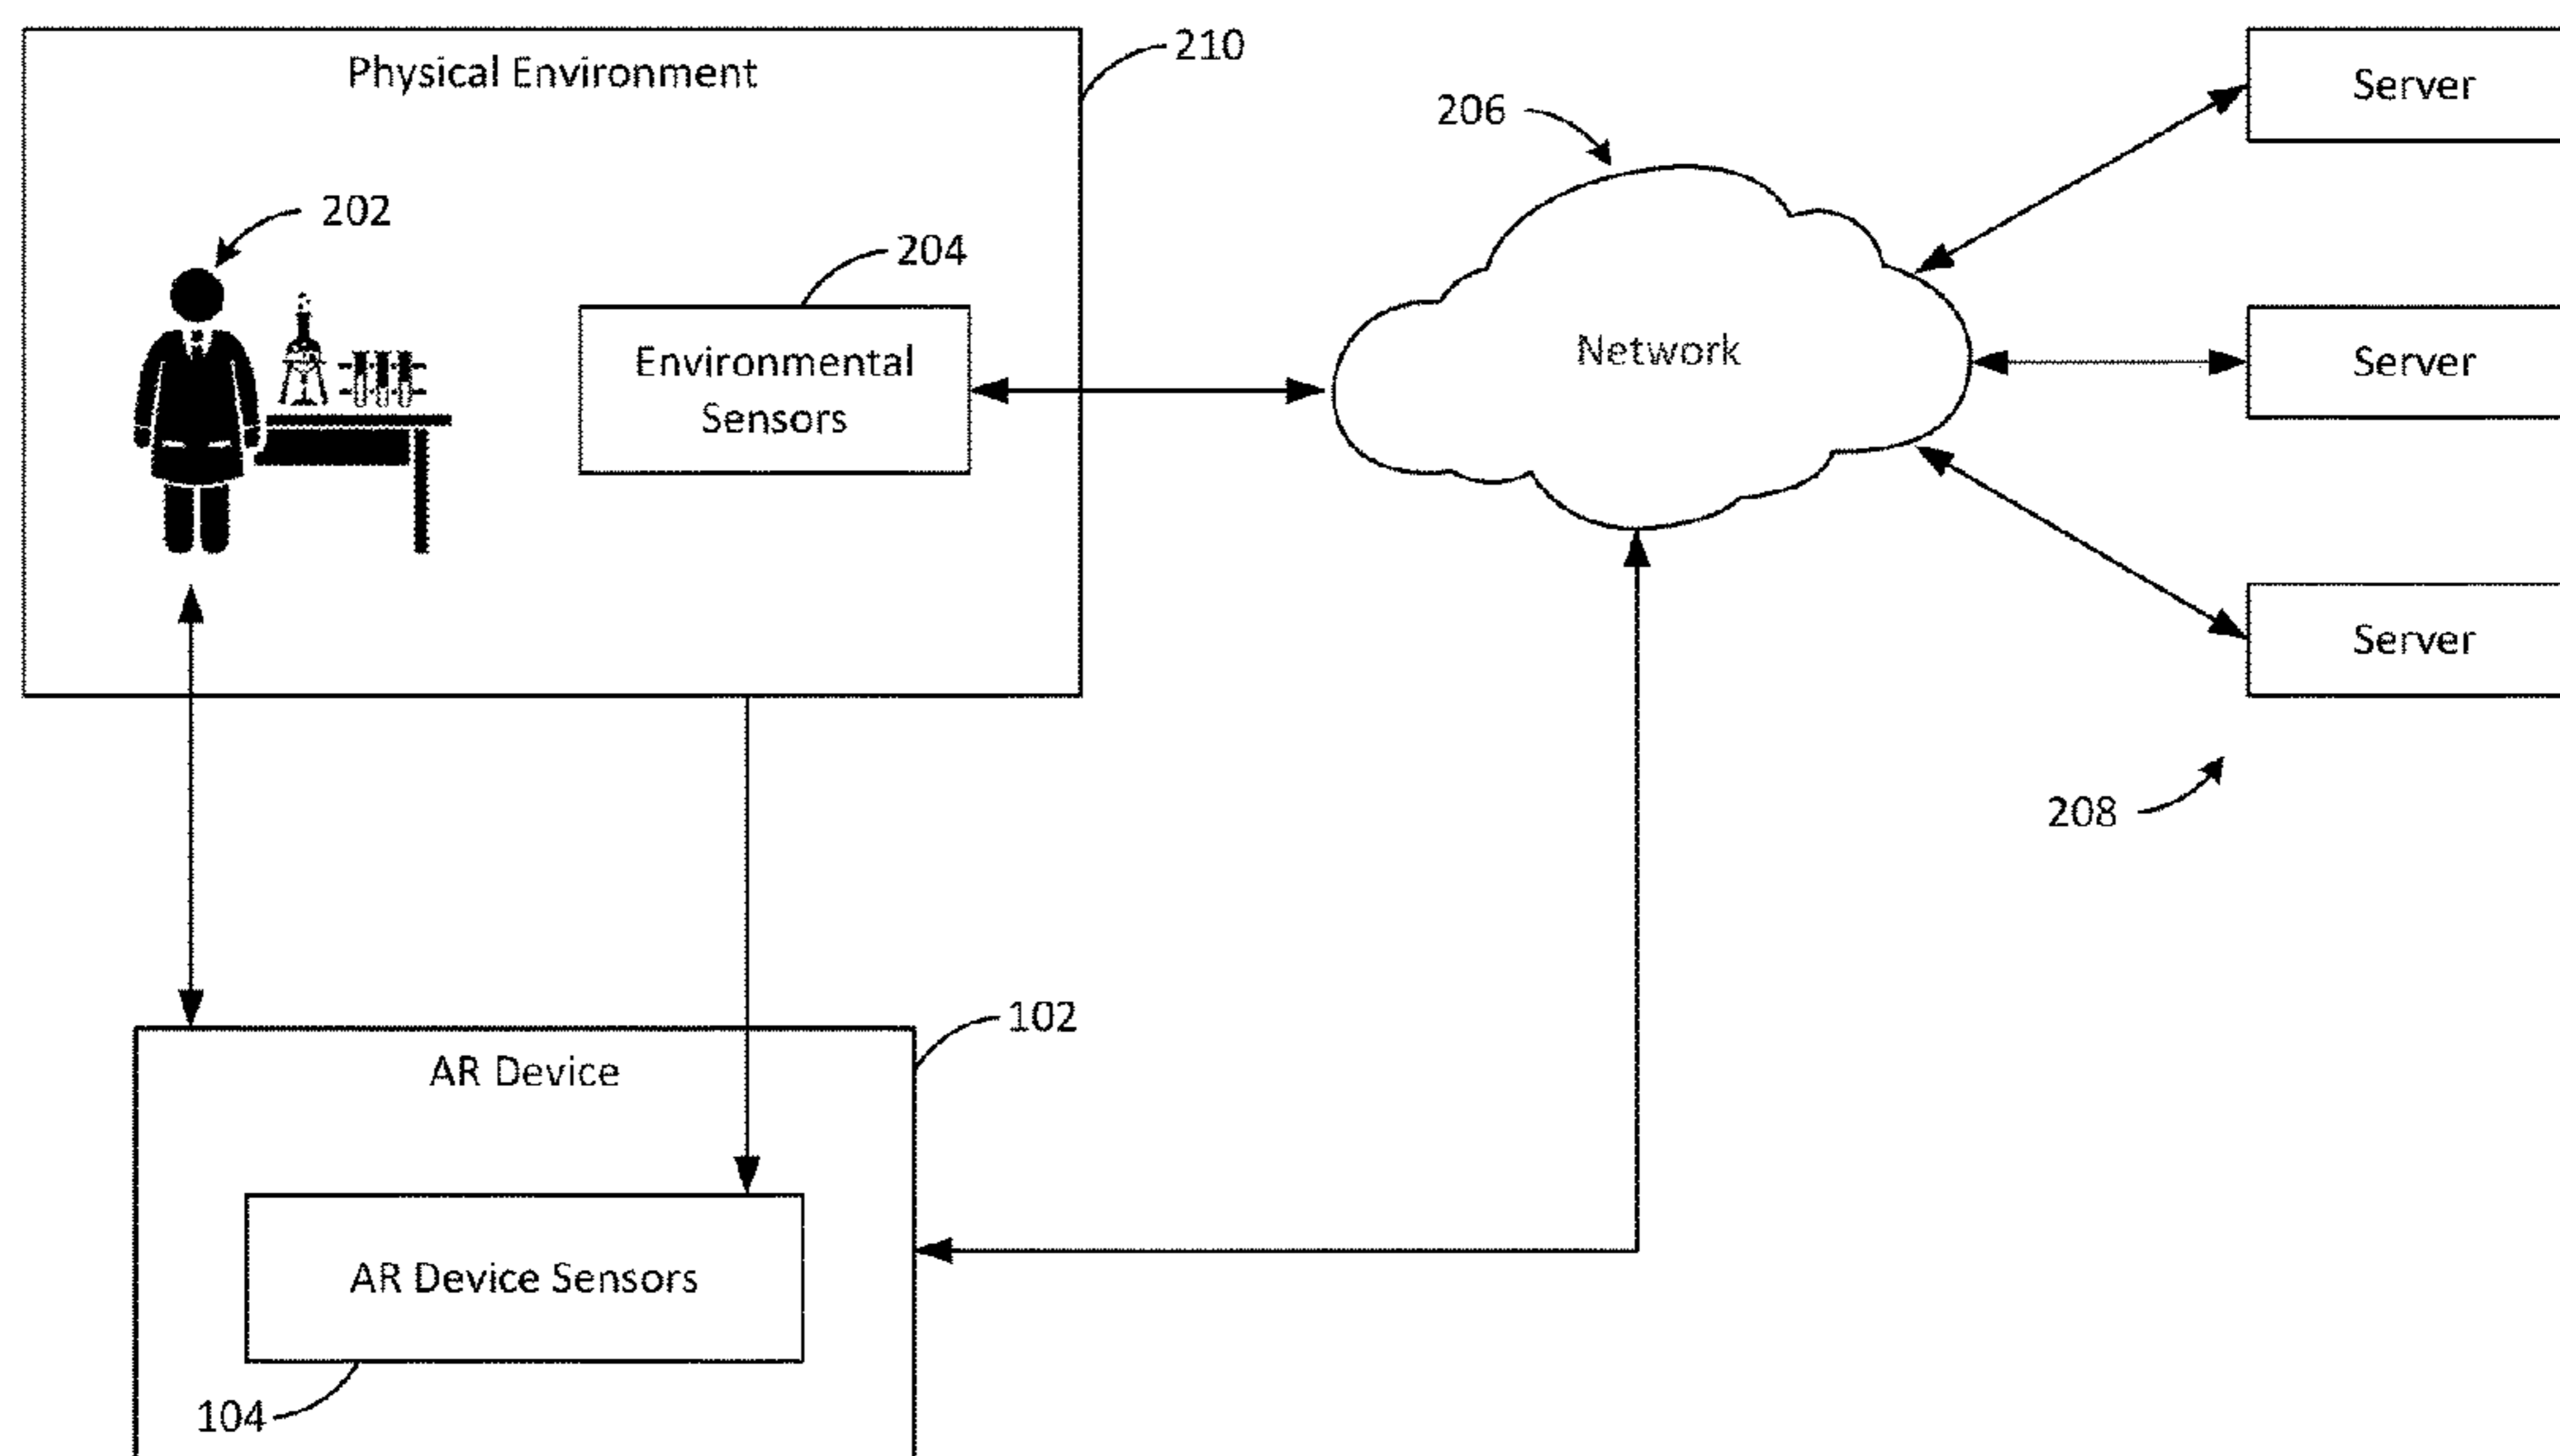 Physical Environment
210
202
204
Environmental
Sensors
206
Network
Server
Server
Server
208
102
AR Device
AR Device Sensors
104